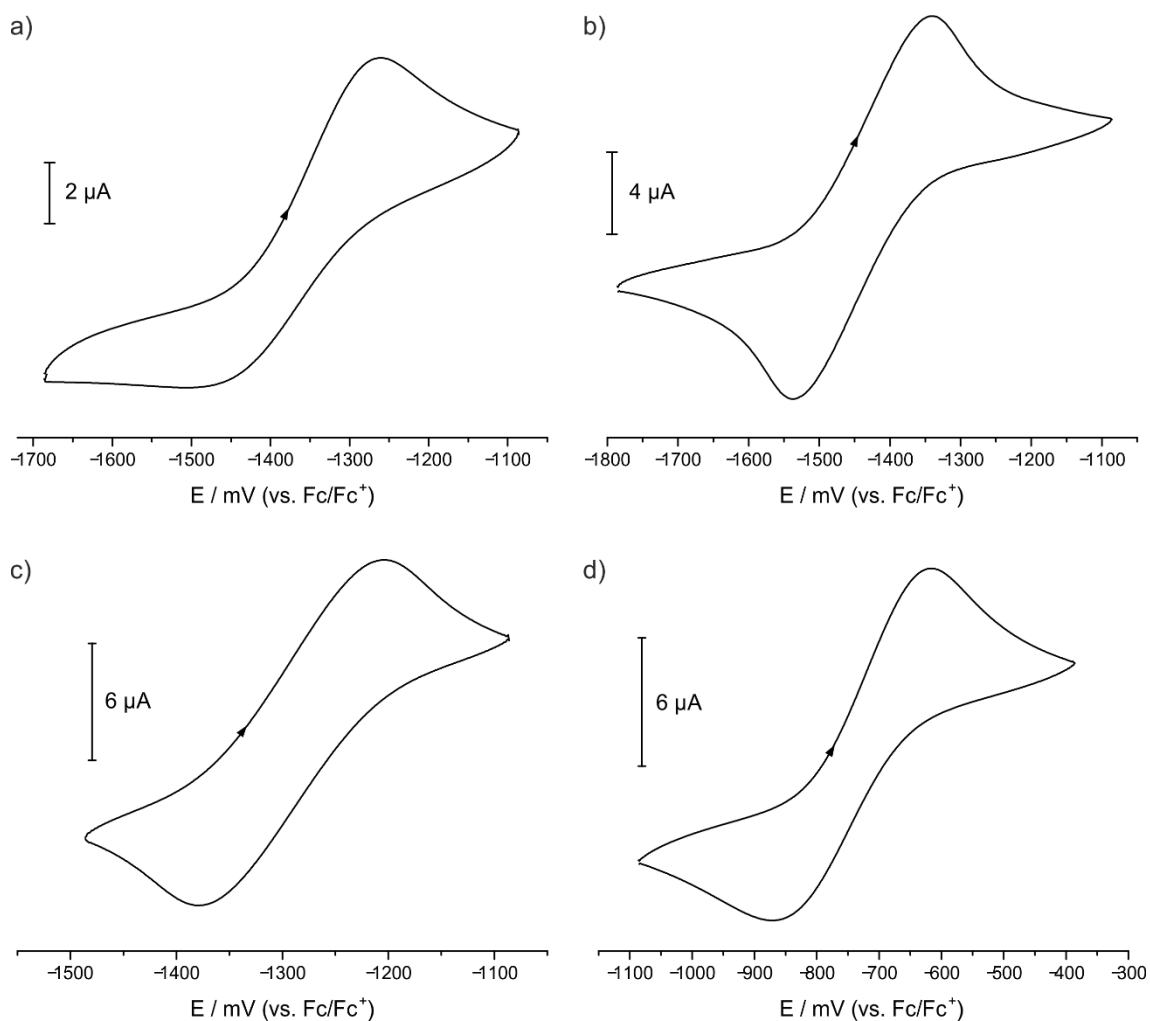 a)
2 μA
−1700 −1600 −1500 −1400 −1300 −1200 −1100
E / mV (vs. Fc/Fc⁺)
b)
4 μA
−1800 −1700 −1600 −1500 −1400 −1300 −1200 −1100
E / mV (vs. Fc/Fc⁺)
c)
6 μA
−1500 −1400 −1300 −1200 −1100
E / mV (vs. Fc/Fc⁺)
d)
6 μA
−1100 −1000 −900 −800 −700 −600 −500 −400 −300
E / mV (vs. Fc/Fc⁺)